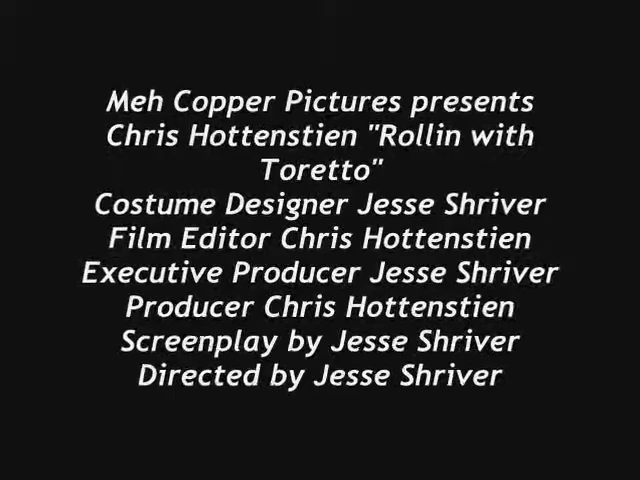 Meh Copper Pictures presents
Chris Hottenstien "Rollin with
Toretto"
Costume Designer Jesse Shriver
Film Editor Chris Hottenstien
Executive Producer Jesse Shriver
Producer Chris Hottenstien
Screenplay by Jesse Shriver
Directed by Jesse Shriver